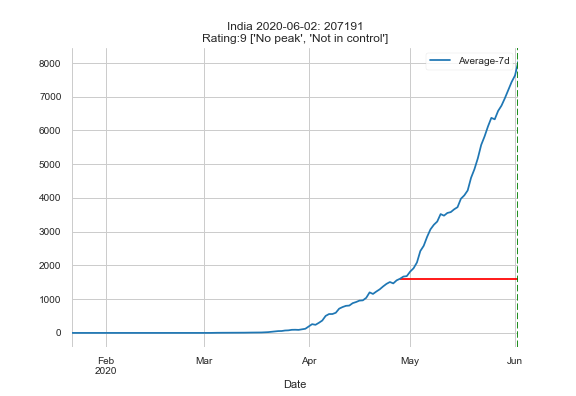 India 2020-06-02: 207191
Rating:9 ['No peak', 'Not in control']
Average-7d
8000
7000
6000
5000
4000
3000
2000
1000
0
Feb Mar Apr May Jun
2020
Date